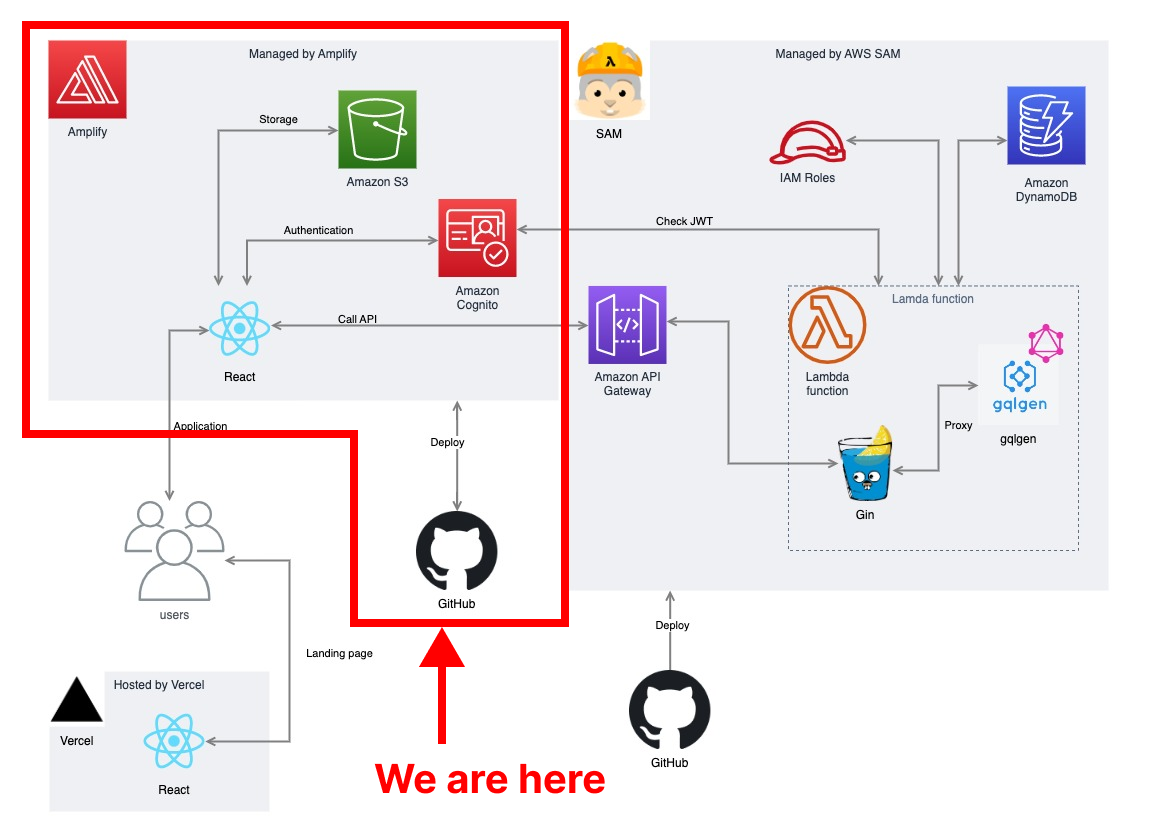 Managed by Amplify
Amplify
Storage
Amazon S3
Authentication
Amazon
Cognito
Call API
React
Application
Deploy
GitHub
users
Landing page
Hosted by Vercel
Vercel
React
We are here
Managed by AWS SAM
SAM
IAM Roles
Amazon
DynamoDB
Check JWT
Amazon API
Gateway
Lamda function
Lambda
function
gqlgen
gqlgen
Proxy
Gin
Deploy
GitHub